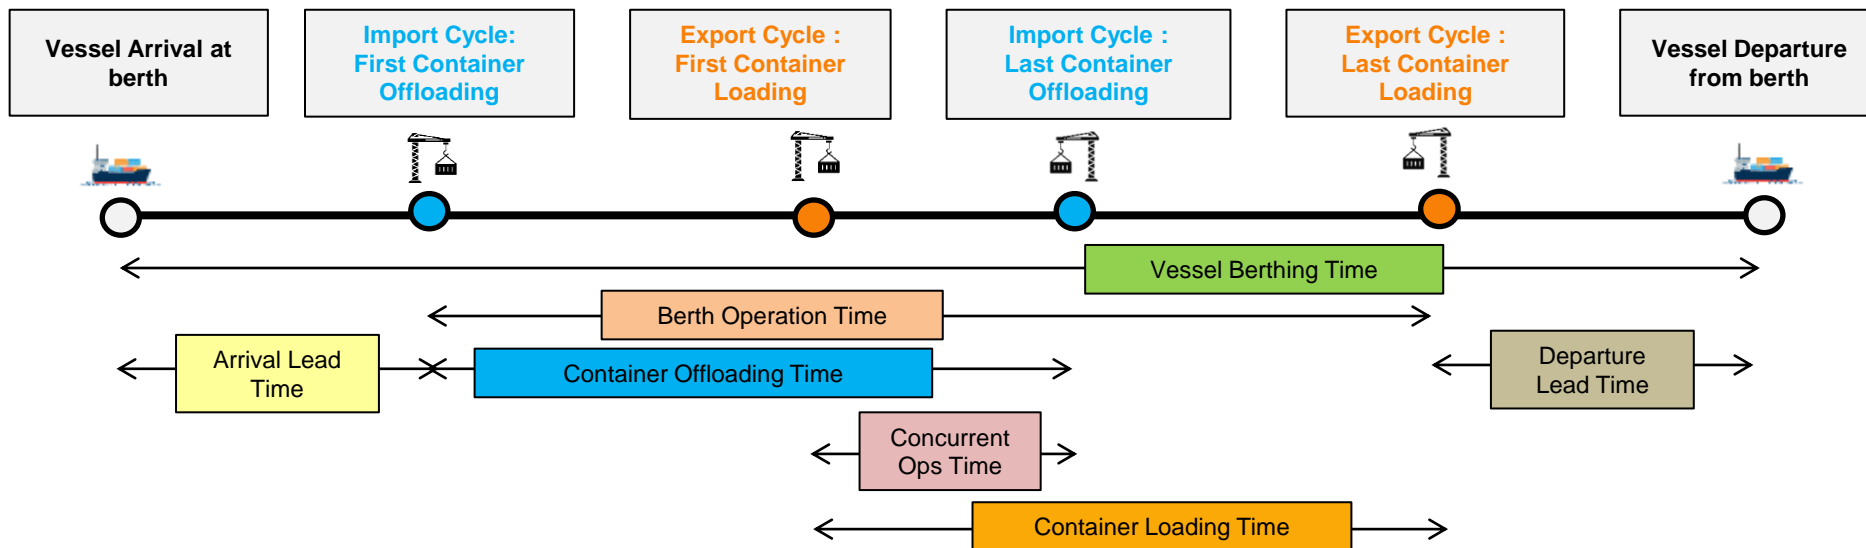 Vessel Arrival at
berth
Import Cycle:
First Container
Offloading
Export Cycle :
First Container
Loading
Import Cycle :
Last Container
Offloading
Export Cycle :
Last Container
Loading
Vessel Departure
from berth
Vessel Berthing Time
Berth Operation Time
Arrival Lead
Time
Container Offloading Time
Departure
Lead Time
Concurrent
Ops Time
Container Loading Time